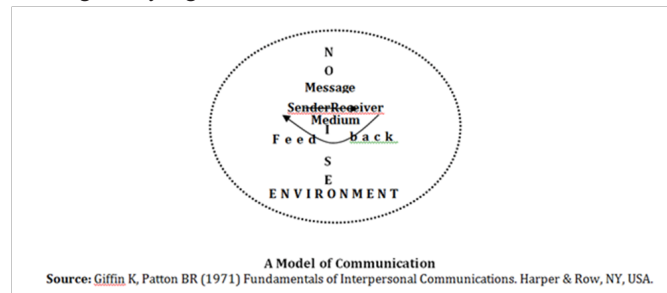 N
O
Message
SenderReceiver
Medium
I
Feed back
S
E
ENVIRONMENT
A Model of Communication
Source: Giffin K, Patton BR (1971) Fundamentals of Interpersonal Communications. Harper & Row, NY, USA.